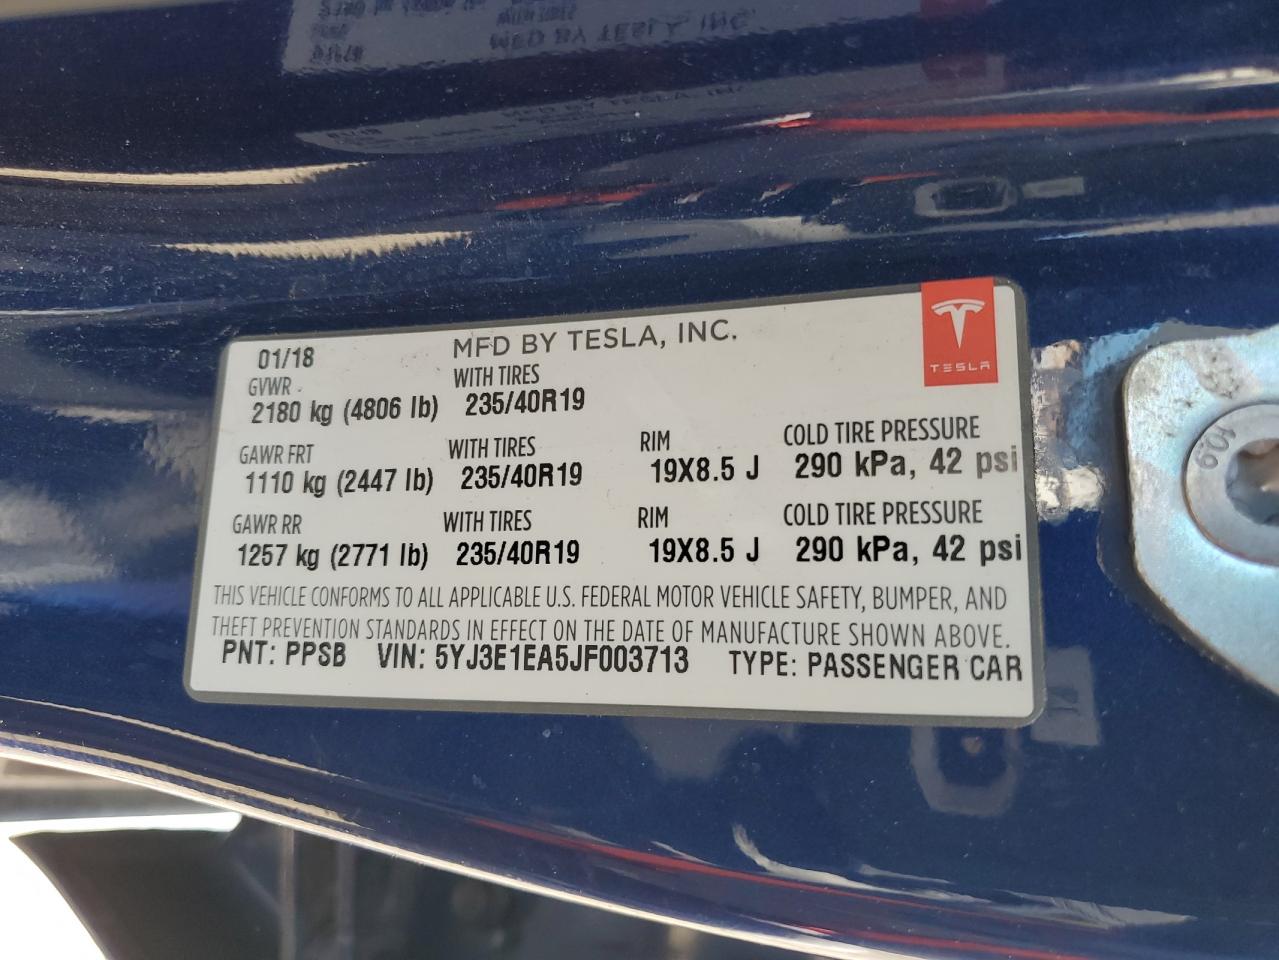 01/18 MFD BY TESLA, INC.
GVWR WITH TIRES
2180 kg (4806 lb) 235/40R19
TESLA
GAWR FRT WITH TIRES RIM COLD TIRE PRESSURE
1110 kg (2447 lb) 235/40R19 19X8.5 J 290 kPa, 42 psi
GAWR RR WITH TIRES RIM COLD TIRE PRESSURE
1257 kg (2771 lb) 235/40R19 19X8.5 J 290 kPa, 42 psi
THIS VEHICLE CONFORMS TO ALL APPLICABLE U.S. FEDERAL MOTOR VEHICLE SAFETY, BUMPER, AND
THEFT PREVENTION STANDARDS IN EFFECT ON THE DATE OF MANUFACTURE SHOWN ABOVE.
PNT: PPSB VIN: 5YJ3E1EA5JF003713 TYPE: PASSENGER CAR
10.9